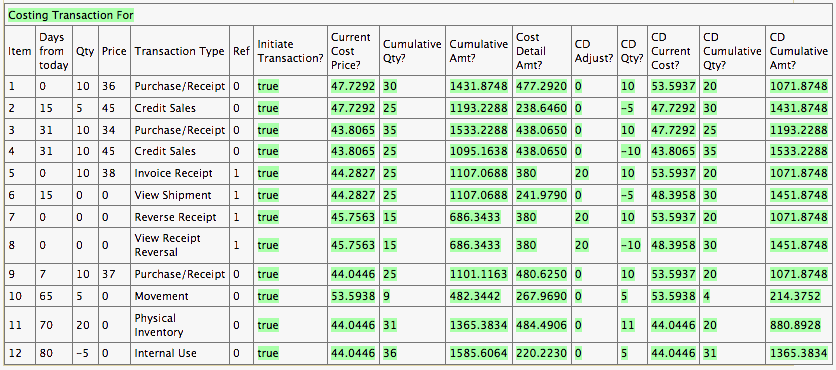 Costing Transaction For
Item Days from today Qty Price Transaction Type Ref Initiate Transaction? Current Cost Price? Cumulative Qty? Cumulative Amt? Cost Detail Amt? CD Adjust? CD Qty? CD Current Cost? CD Cumulative Qty? CD Cumulative Amt?
1 0 10 36 Purchase/Receipt 0 true 47.7292 30 1431.8748 477.2920 0 10 53.5937 20 1071.8748
2 15 5 45 Credit Sales 0 true 47.7292 25 1193.2288 238.6460 0 -5 47.7292 30 1431.8748
3 31 10 34 Purchase/Receipt 0 true 43.8065 35 1533.2288 438.0650 0 10 47.7292 25 1193.2288
4 31 10 45 Credit Sales 0 true 43.8065 25 1095.1638 438.0650 0 -10 43.8065 35 1533.2288
5 0 10 38 Invoice Receipt 1 true 44.2827 25 1107.0688 380 20 10 53.5937 20 1071.8748
6 15 0 0 View Shipment 1 true 44.2827 25 1107.0688 241.9790 0 -5 48.3958 30 1451.8748
7 0 0 0 Reverse Receipt 1 true 45.7563 15 686.3433 380 20 10 53.5937 20 1071.8748
8 0 0 0 View Receipt Reversal 1 true 45.7563 15 686.3433 380 20 -10 48.3958 30 1451.8748
9 7 10 37 Purchase/Receipt 0 true 44.0446 25 1101.1163 480.6250 0 10 53.5937 20 1071.8748
10 65 5 0 Movement 0 true 53.5938 9 482.3442 267.9690 0 5 53.5938 4 214.3752
11 70 20 0 Physical Inventory 0 true 44.0446 31 1365.3834 484.4906 0 11 44.0446 20 880.8928
12 80 -5 0 Internal Use 0 true 44.0446 36 1585.6064 220.2230 0 5 44.0446 31 1365.3834